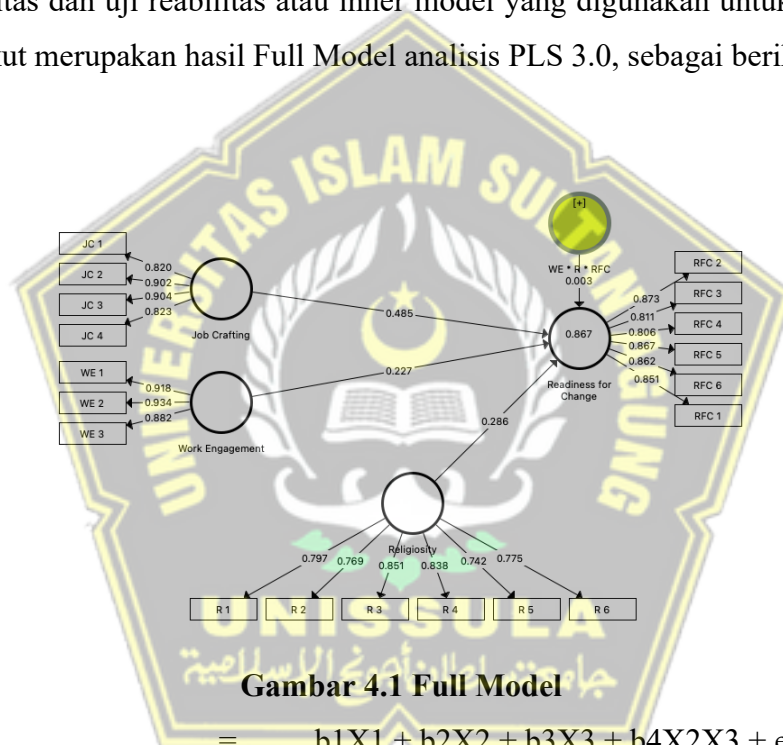 itas dan uji reabilitas atau inner model yang digunakan untuk
kut merupakan hasil Full Model analisis PLS 3.0, sebagai beri
UNIVERSITAS ISLAM SULTAN AGUNG
[+]
WE * R * RFC
0.003
JC 1
JC 2
JC 3
JC 4
0.820
0.902
0.904
0.823
Job Crafting
0.485
WE 1
WE 2
WE 3
0.918
0.934
0.882
Work Engagement
0.227
0.286
0.867
Readiness for
Change
0.873
0.811
0.806
0.867
0.862
0.851
RFC 2
RFC 3
RFC 4
RFC 5
RFC 6
RFC 1
Religiosity
0.797
0.769
0.851
0.838
0.742
0.775
R 1
R 2
R 3
R 4
R 5
R 6
UNISSULA
جامعة سلطان أجونج الإسلامية
Gambar 4.1 Full Model
= b1X1 + b2X2 + b3X3 + b4X2X3 + e